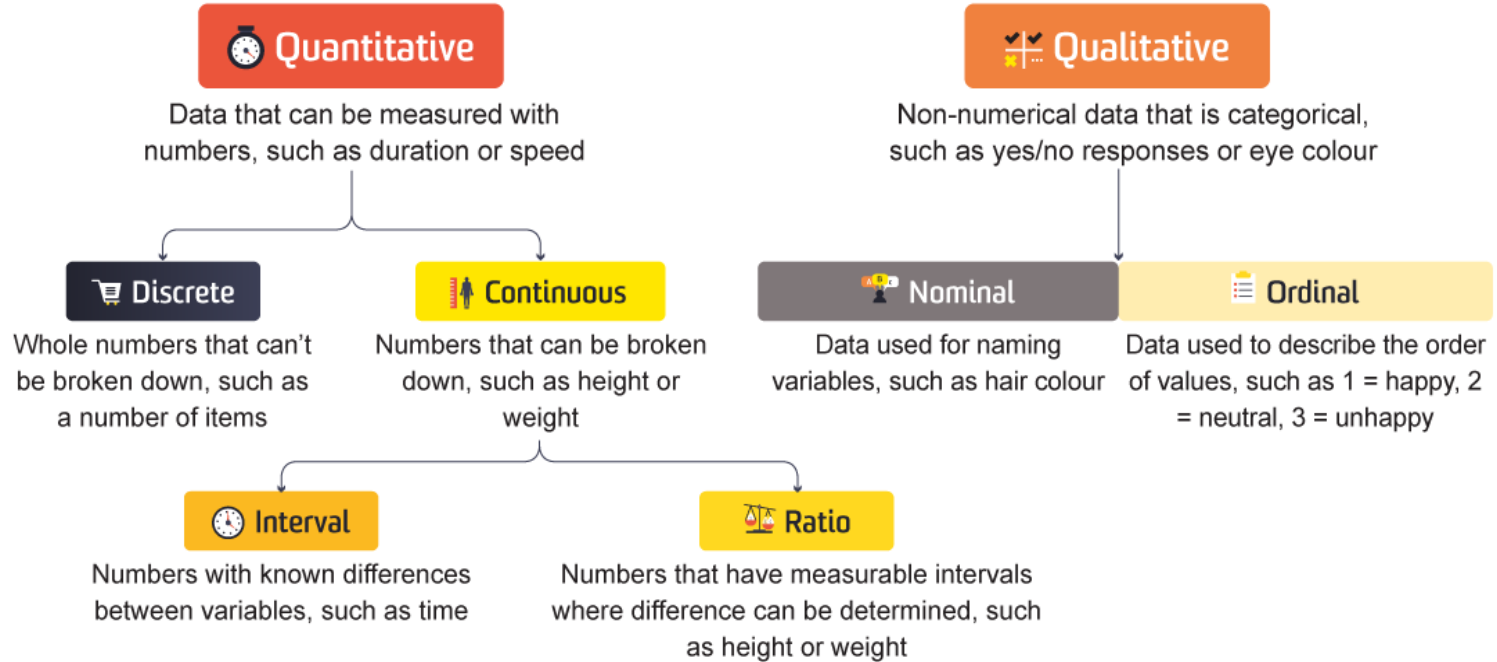 Quantitative
Data that can be measured with
numbers, such as duration or speed
Qualitative
Non-numerical data that is categorical,
such as yes/no responses or eye colour
Discrete
Whole numbers that can't
be broken down, such as
a number of items
Continuous
Numbers that can be broken
down, such as height or
weight
A B C
Nominal
Data used for naming
variables, such as hair colour
Ordinal
Data used to describe the order
of values, such as 1 = happy, 2
= neutral, 3 = unhappy
Interval
Numbers with known differences
between variables, such as time
Ratio
Numbers that have measurable intervals
where difference can be determined, such
as height or weight